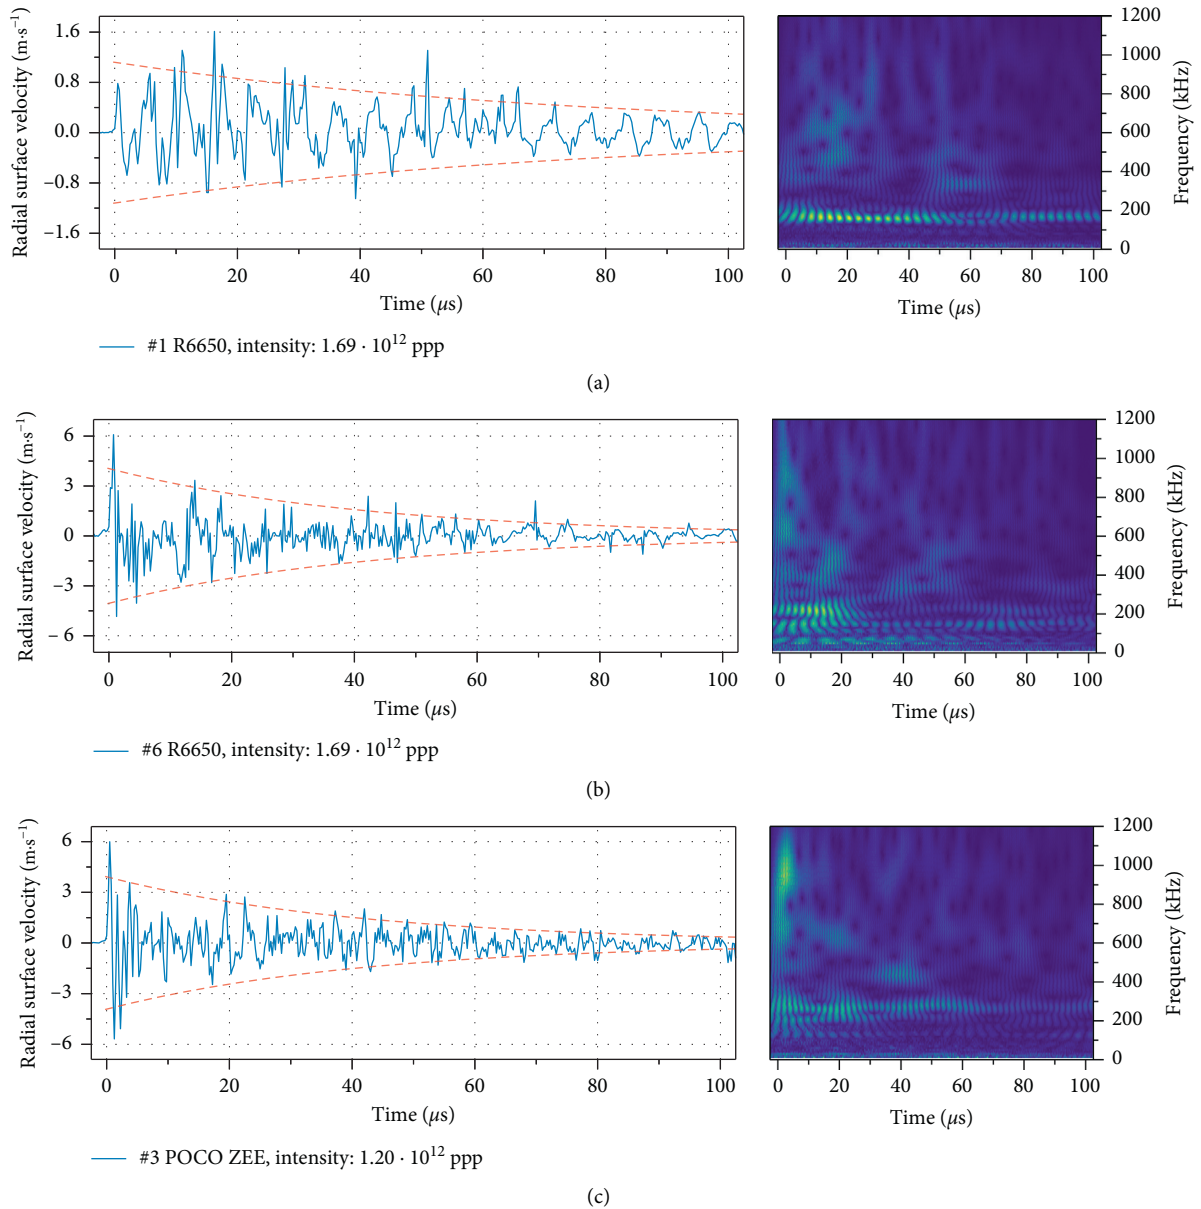 Radial surface velocity (m·s⁻¹)
1.6
0.8
0.0
−0.8
−1.6
0 20 40 60 80 100
Time (μs)
#1 R6650, intensity: 1.69 · 10¹² ppp
1200
1000
800
600
400
200
0
Frequency (kHz)
0 20 40 60 80 100
Time (μs)
(a)
Radial surface velocity (m·s⁻¹)
6
3
0
−3
−6
0 20 40 60 80 100
Time (μs)
#6 R6650, intensity: 1.69 · 10¹² ppp
1200
1000
800
600
400
200
0
Frequency (kHz)
0 20 40 60 80 100
Time (μs)
(b)
Radial surface velocity (m·s⁻¹)
6
3
0
−3
−6
0 20 40 60 80 100
Time (μs)
#3 POCO ZEE, intensity: 1.20 · 10¹² ppp
1200
1000
800
600
400
200
0
Frequency (kHz)
0 20 40 60 80 100
Time (μs)
(c)